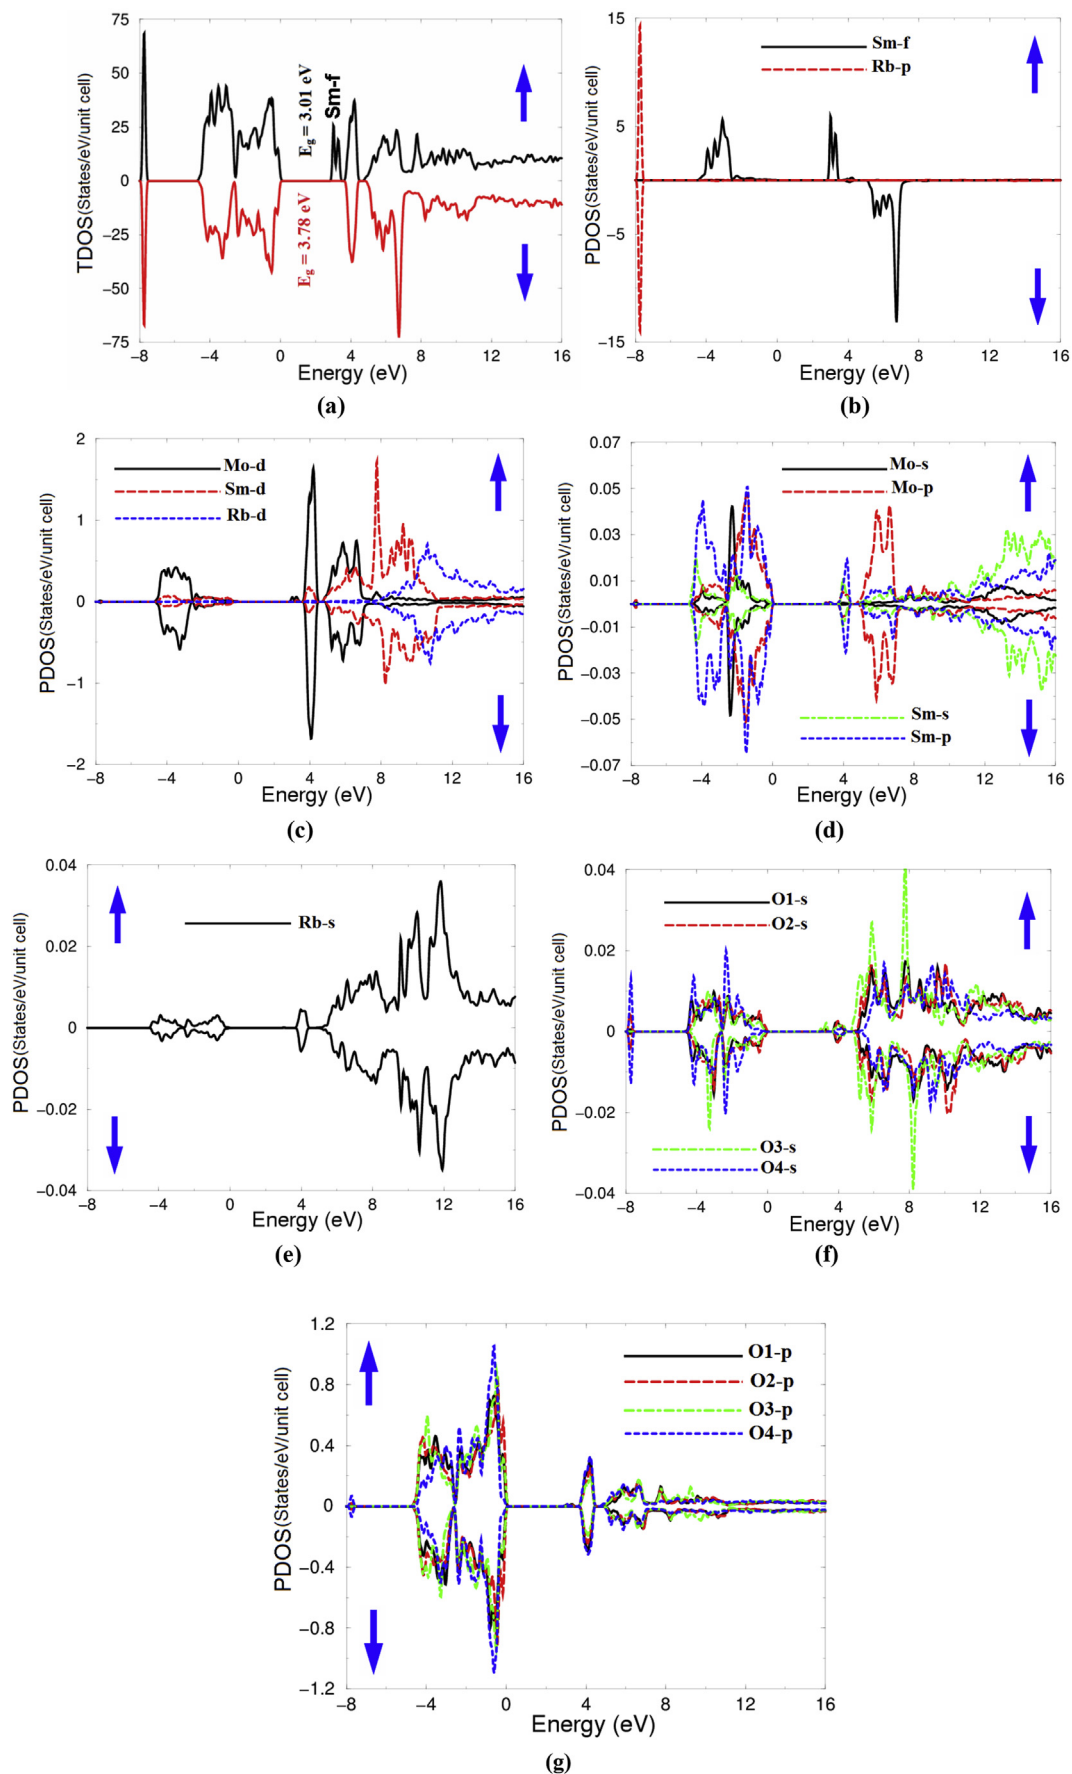 75
50
25
0
−25
−50
−75
TDOS(States/eV/unit cell)
E_g = 3.01 eV
Sm-f
E_g = 3.78 eV
−8 −4 0 4 8 12 16
Energy (eV)
(a)
15
5
−5
−15
PDOS(States/eV/unit cell)
Sm-f
Rb-p
−8 −4 0 4 8 12 16
Energy (eV)
(b)
2
1
0
−1
−2
PDOS(States/eV/unit cell)
Mo-d
Sm-d
Rb-d
−8 −4 0 4 8 12 16
Energy (eV)
(c)
0.07
0.05
0.03
0.01
−0.01
−0.03
−0.05
−0.07
PDOS(States/eV/unit cell)
Mo-s
Mo-p
Sm-s
Sm-p
−8 −4 0 4 8 12 16
Energy (eV)
(d)
0.04
0.02
0
−0.02
−0.04
PDOS(States/eV/unit cell)
Rb-s
−8 −4 0 4 8 12 16
Energy (eV)
(e)
0.04
0.02
0
−0.02
−0.04
PDOS(States/eV/unit cell)
O1-s
O2-s
O3-s
O4-s
−8 −4 0 4 8 12 16
Energy (eV)
(f)
1.2
0.8
0.4
0
−0.4
−0.8
−1.2
PDOS(States/eV/unit cell)
O1-p
O2-p
O3-p
O4-p
−8 −4 0 4 8 12 16
Energy (eV)
(g)